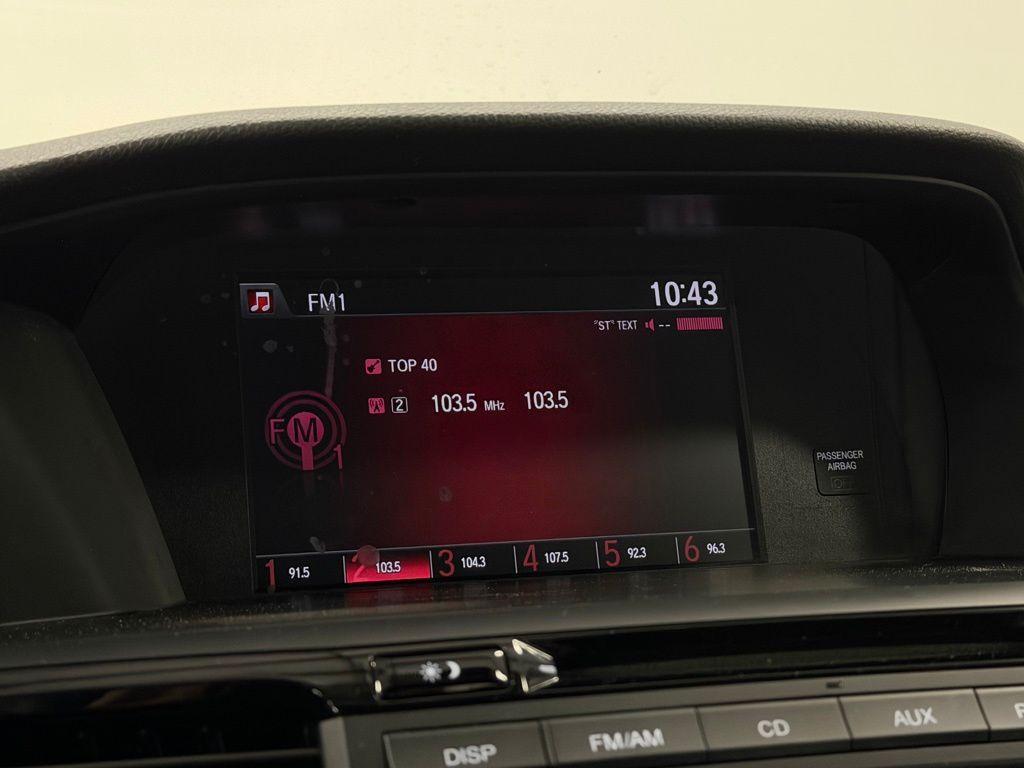 FM1 10:43
"ST" TEXT --
TOP 40
2 103.5 MHz 103.5
FM 1
1 91.5 2 103.5 3 104.3 4 107.5 5 92.3 6 96.3
PASSENGER
AIRBAG
DISP FM/AM CD AUX